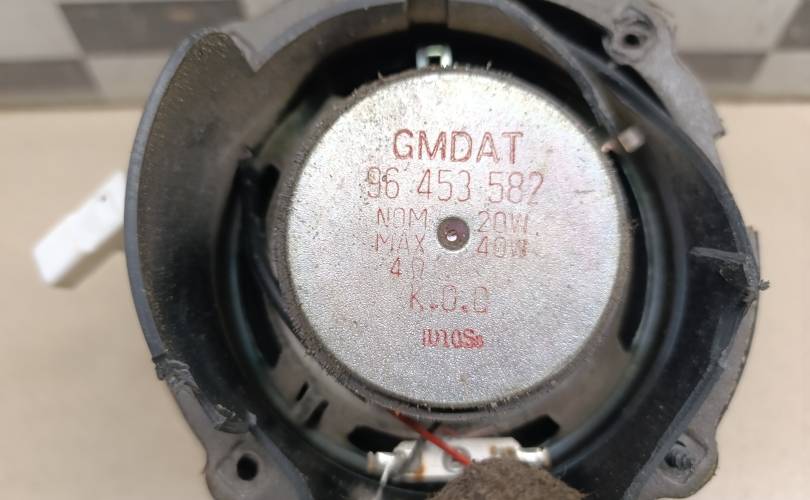 GMDAT
96 453 582
NOM 20W.
MAX 40W
4Ω